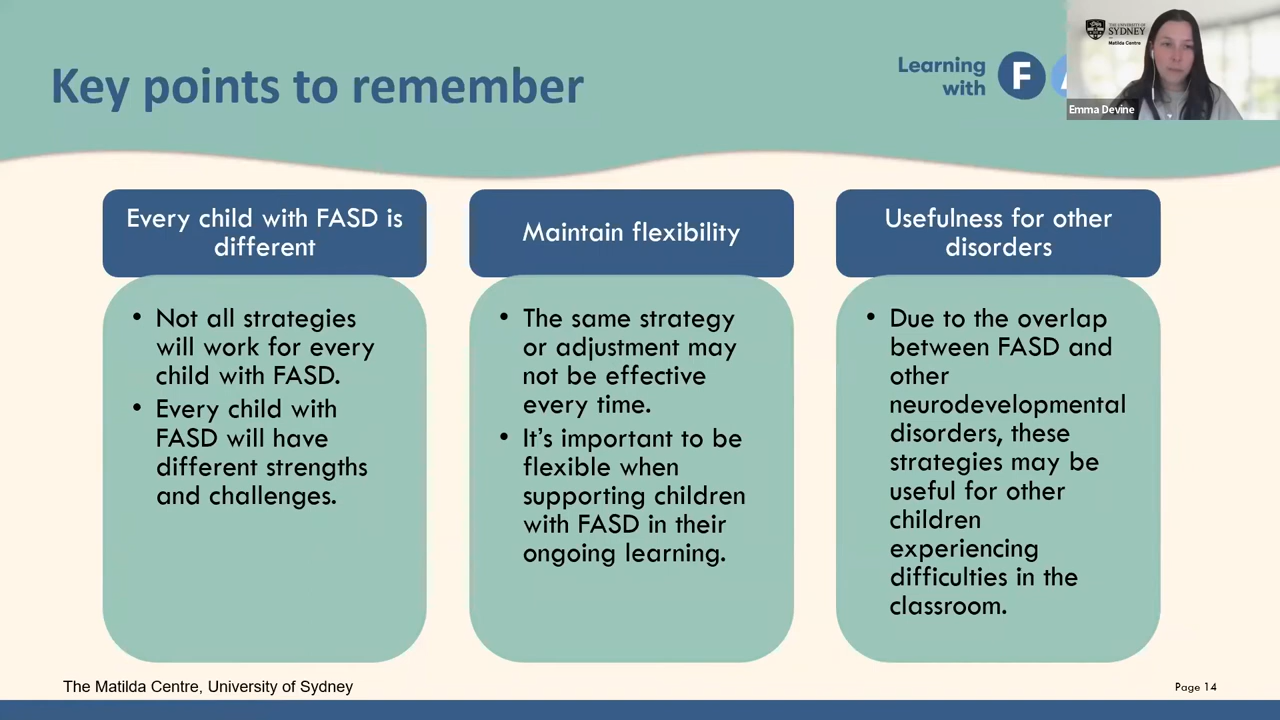 Key points to remember
Learning
with
F
THE UNIVERSITY OF
SYDNEY
Matilda Centre
Emma Devine
Every child with FASD is
different
• Not all strategies
will work for every
child with FASD.
• Every child with
FASD will have
different strengths
and challenges.
Maintain flexibility
• The same strategy
or adjustment may
not be effective
every time.
• It’s important to be
flexible when
supporting children
with FASD in their
ongoing learning.
Usefulness for other
disorders
• Due to the overlap
between FASD and
other
neurodevelopmental
disorders, these
strategies may be
useful for other
children
experiencing
difficulties in the
classroom.
The Matilda Centre, University of Sydney
Page 14